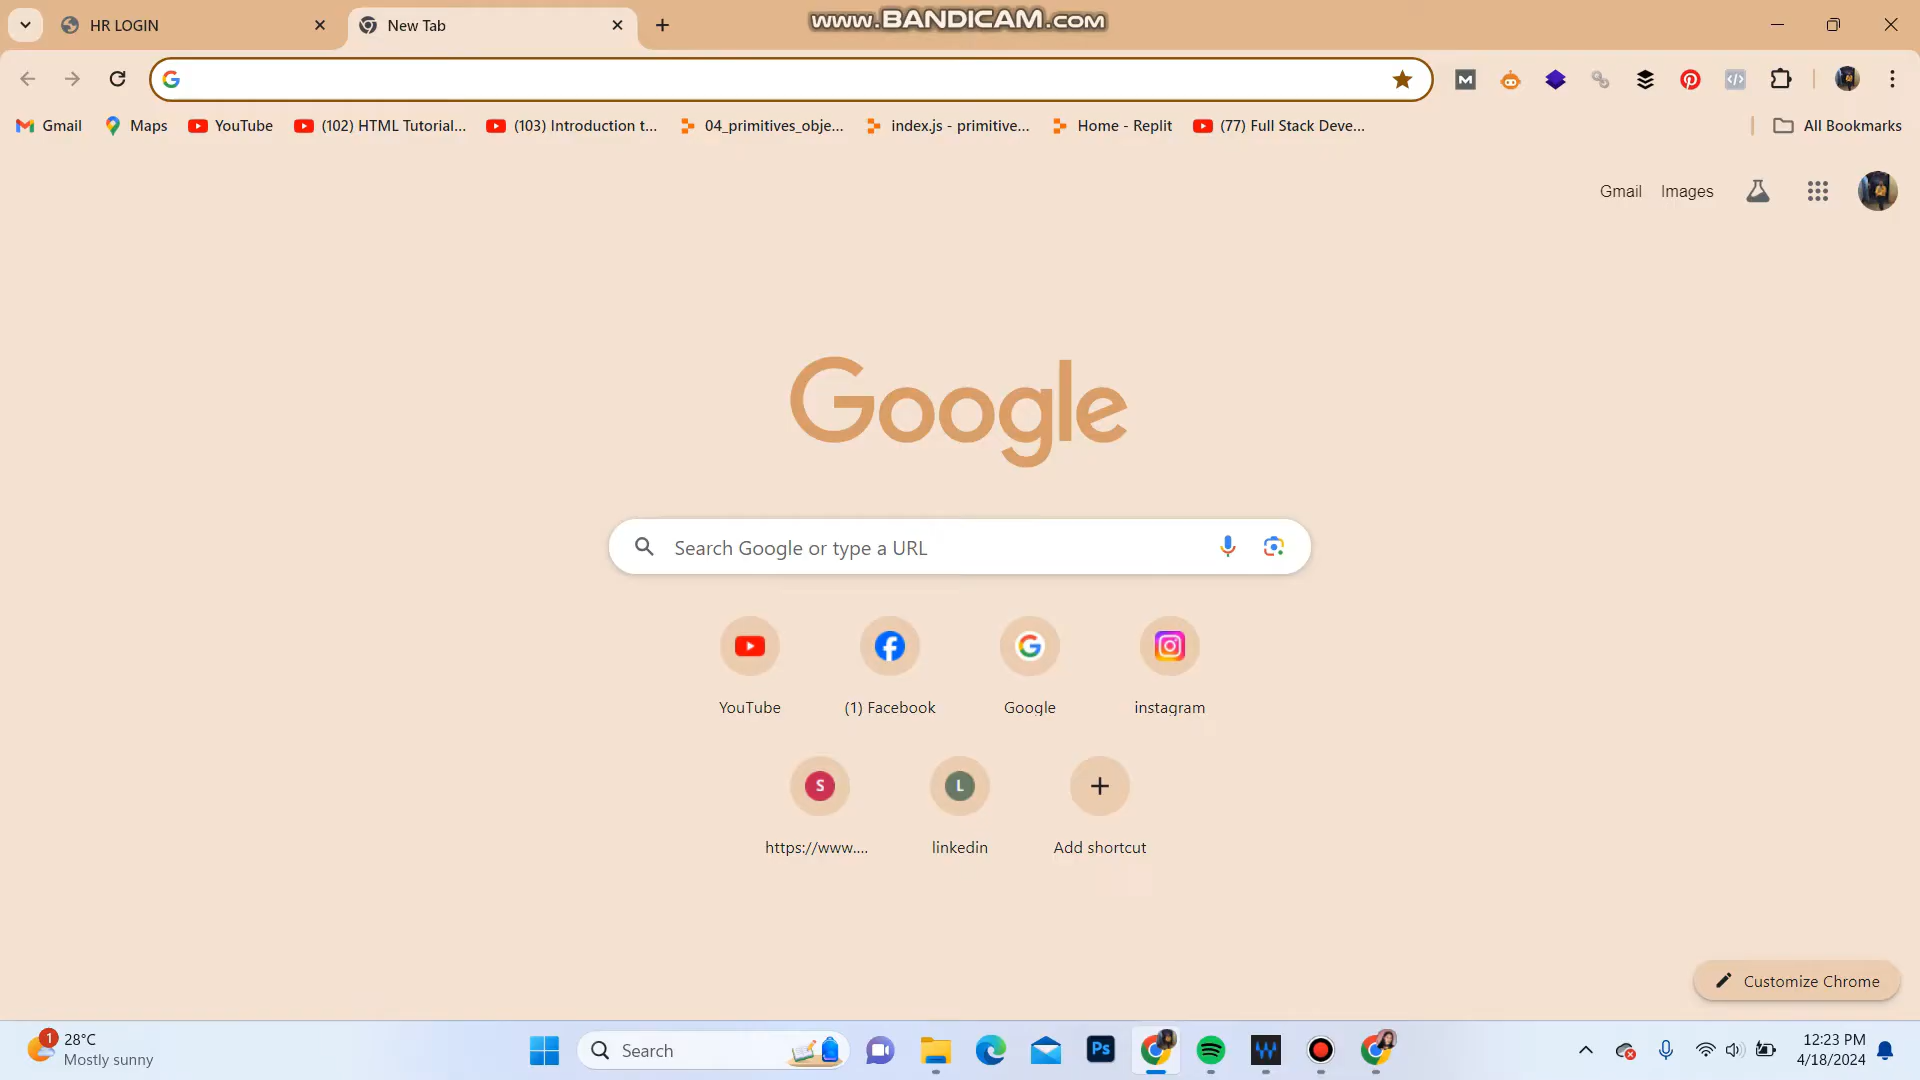 HR LOGIN
New Tab
www.BANDICAM.com
Gmail
Maps
YouTube
(102) HTML Tutorial...
(103) Introduction t...
04_primitives_obje...
index.js - primitive...
Home - Replit
(77) Full Stack Deve...
All Bookmarks
Gmail
Images
Google
Search Google or type a URL
YouTube
(1) Facebook
Google
instagram
S
L
https://www....
linkedin
Add shortcut
Customize Chrome
1
28°C
Mostly sunny
Search
Ps
12:23 PM
4/18/2024